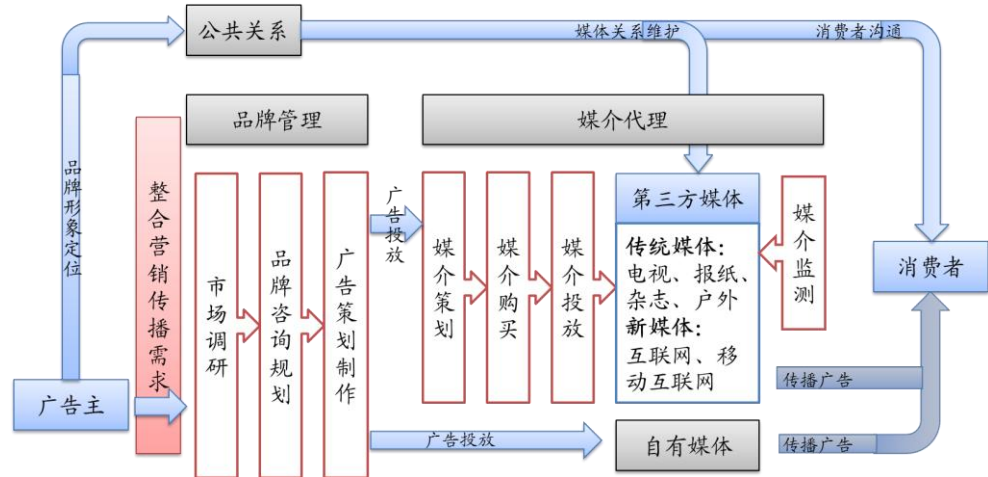 公共关系
媒体关系维护
消费者沟通
品牌管理
媒介代理
品牌形象定位
整合营销传播需求
市场调研
品牌咨询规划
广告策划制作
广告投放
媒介策划
媒介购买
媒介投放
第三方媒体
传统媒体：
电视、报纸、
杂志、户外
新媒体：
互联网、移
动互联网
媒介监测
消费者
广告主
传播广告
广告投放
自有媒体
传播广告